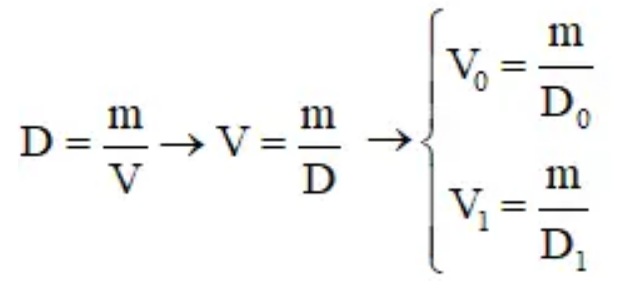 D = m/V → V = m/D → { V₀ = m/D₀
V₁ = m/D₁